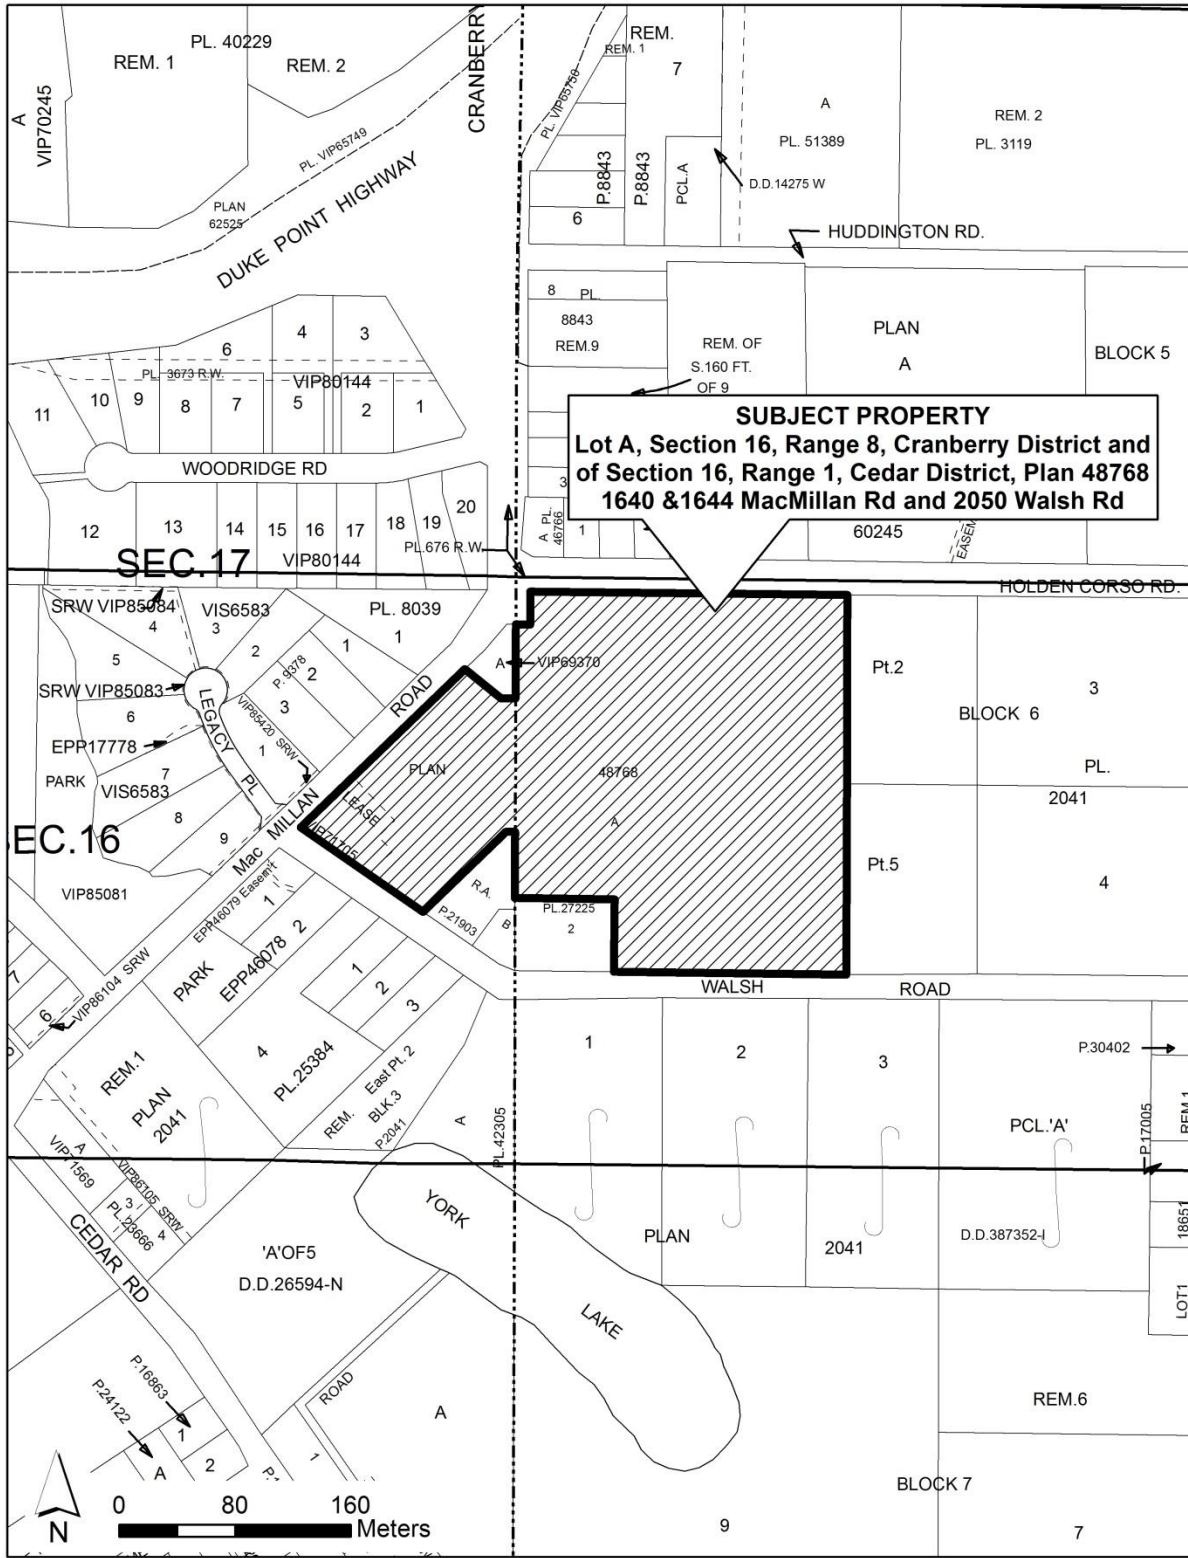 PL. 40229
REM. 1
REM. 2
CRANBERRY
REM.
REM. 1
7
A
VIP70245
PL. VIP65749
PL. VIP65750
A
PL. 51389
REM. 2
PL. 3119
PLAN
62525
DUKE POINT HIGHWAY
P.8843
P.8843
PCL.A
D.D.14275 W
6
HUDDINGTON RD.
8 PL.
8843
REM.9
REM. OF
S.160 FT.
OF 9
PLAN
A
BLOCK 5
4
3
6
PL. 3673 R.W.
VIP80144
11
10
9
8
7
5
2
1
WOODRIDGE RD
SUBJECT PROPERTY
Lot A, Section 16, Range 8, Cranberry District and
of Section 16, Range 1, Cedar District, Plan 48768
1640 &1644 MacMillan Rd and 2050 Walsh Rd
12
13
14
15
16
17
18
19
20
3
A PL.
46766
1
60245
EASEM
VIP80144
PL.676 R.W.
SEC.17
HOLDEN CORSO RD.
SRW VIP85084
VIS6583
PL. 8039
4
3
2
1
1
5
P. 9378
2
A
VIP69370
SRW VIP85083
3
ROAD
Pt.2
3
6
LEGACY PL
VIP85420 SRW
BLOCK 6
EPP17778
1
PARK
7
VIS6583
PLAN
48768
PL.
2041
8
LEASE
A
9
Mac MILLAN
VIP71705
SEC.16
Pt.5
4
VIP85081
R.A.
P.21903
B
PL.27225
2
EPP46079 Easem't
1
2
PARK
EPP46078
1
2
3
WALSH
ROAD
7
6
VIP86104 SRW
4
PL.25384
REM.1
PLAN
2041
REM.
East Pt.2
BLK.3
P.2041
A
PL.42305
1
2
3
P.30402
PCL.'A'
P.17005
REM.1
A
VIP71569
VIP86105 SRW
3
PL.23666
4
YORK
LAKE
PLAN
2041
D.D.387352-I
18651
LOT1
CEDAR RD
'A'OF5
D.D.26594-N
P.16863
P.24122
ROAD
A
REM.6
1
2
A
1
BLOCK 7
9
7
N
0 80 160
Meters